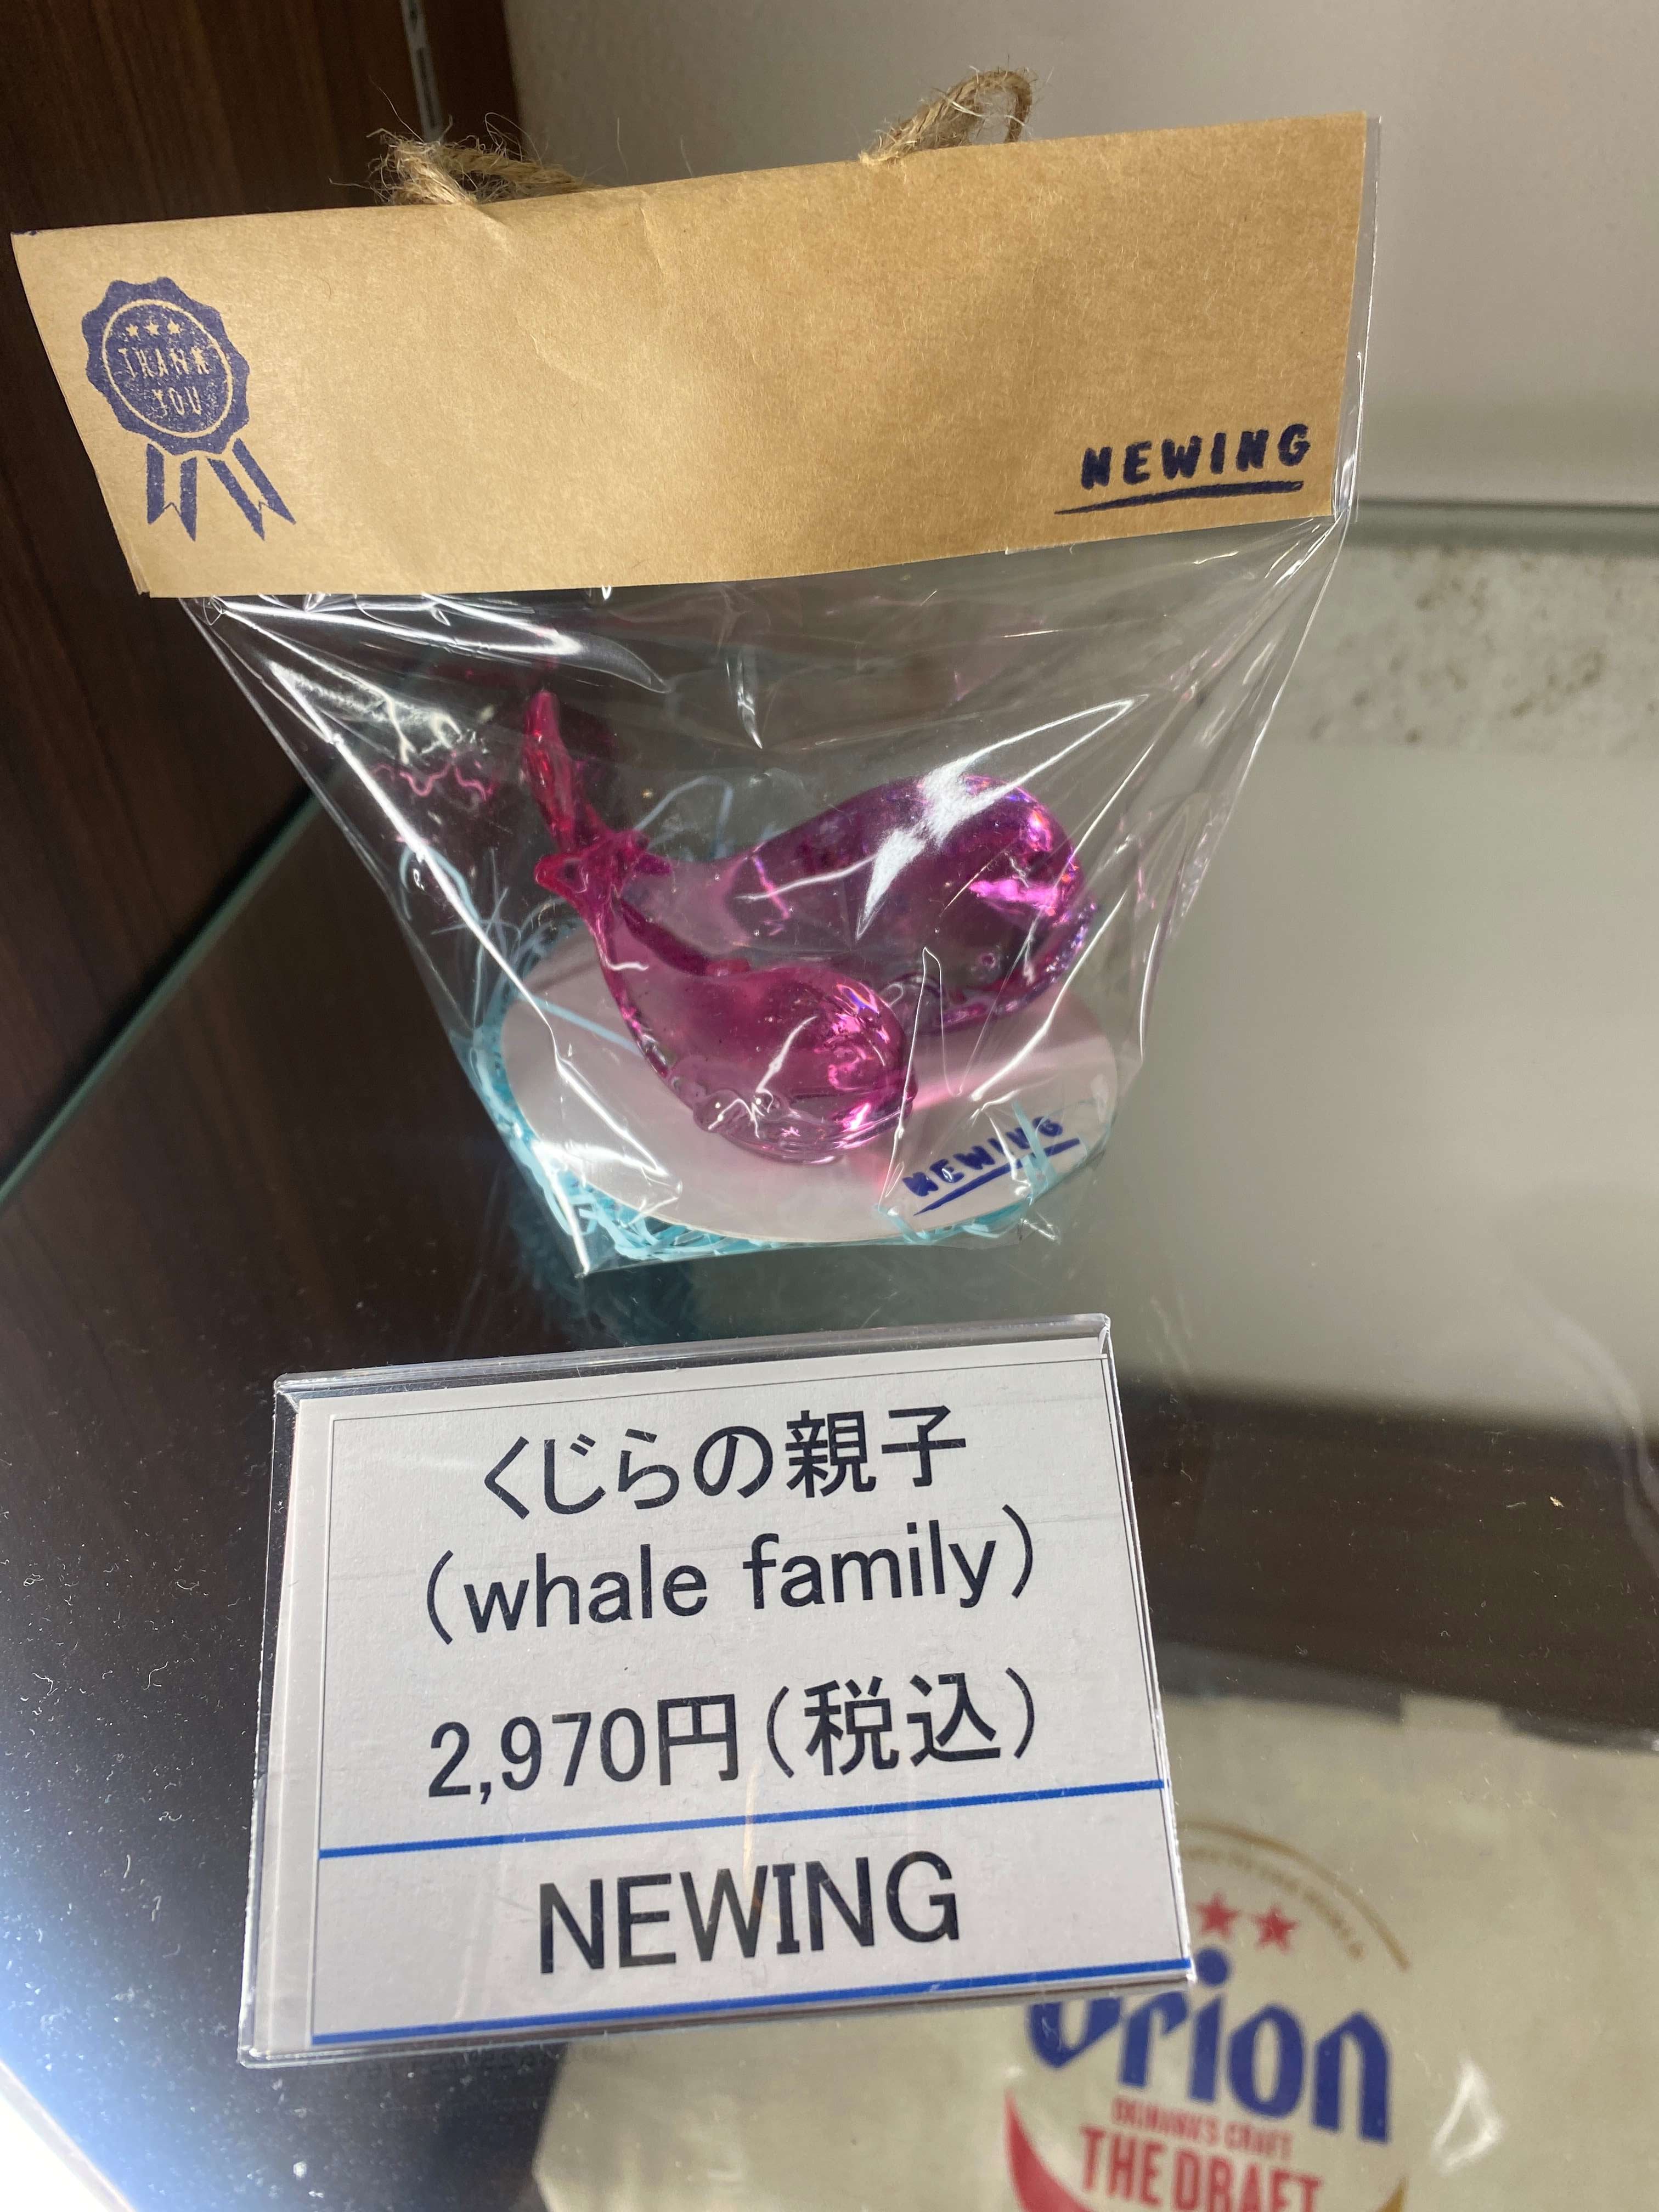 THANK
YOU
NEWING
NEWING
くじらの親子
(whale family)
2,970円(税込)
NEWING
Orion
OKINAWA'S CRAFT
THE DRAFT